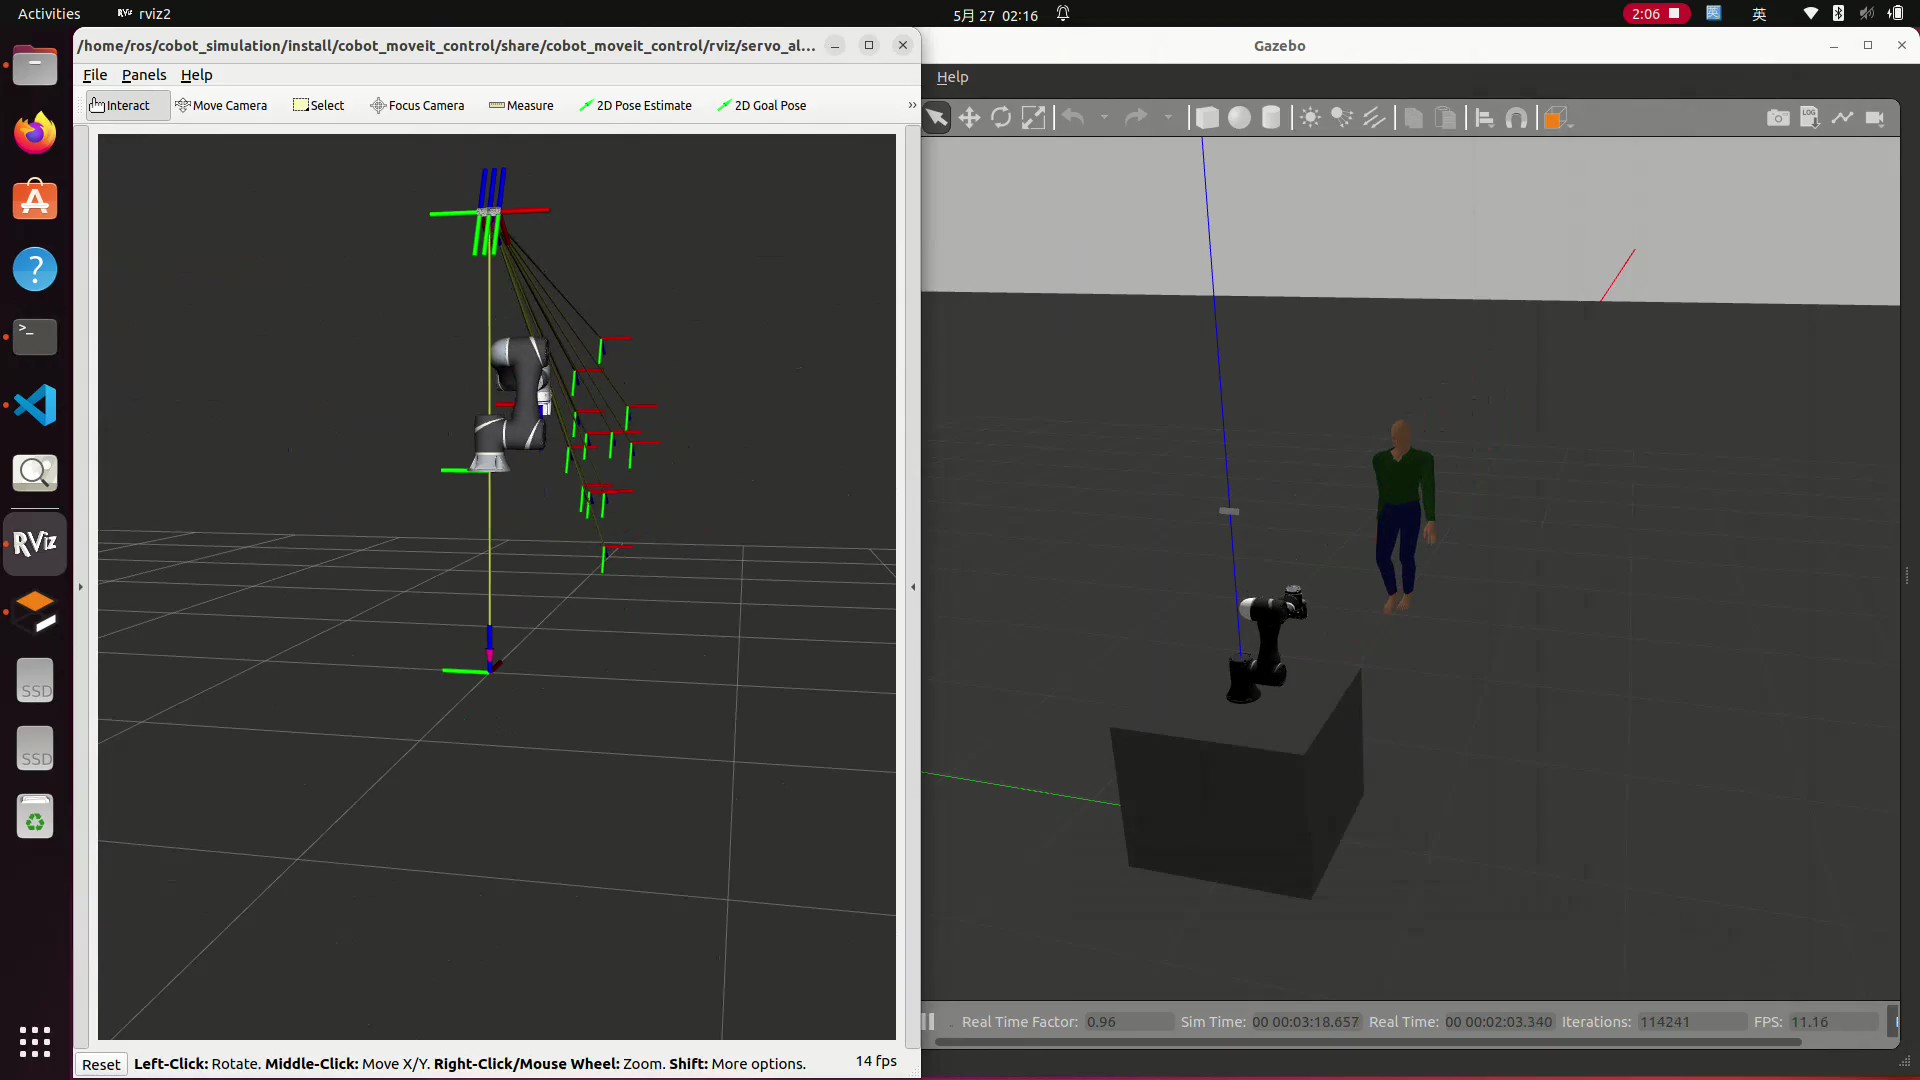 Activities
RViz rviz2
5月 27 02:16
2:06
英
英
/home/ros/cobot_simulation/install/cobot_moveit_control/share/cobot_moveit_control/rviz/servo_al...
File Panels Help
Interact Move Camera Select Focus Camera Measure 2D Pose Estimate 2D Goal Pose »
Reset Left-Click: Rotate. Middle-Click: Move X/Y. Right-Click/Mouse Wheel: Zoom. Shift: More options. 14 fps
Gazebo
Help
LOG
Real Time Factor: 0.96 Sim Time: 00 00:03:18.657 Real Time: 00 00:02:03.340 Iterations: 114241 FPS: 11.16
>_
?
RViz
SSD
SSD